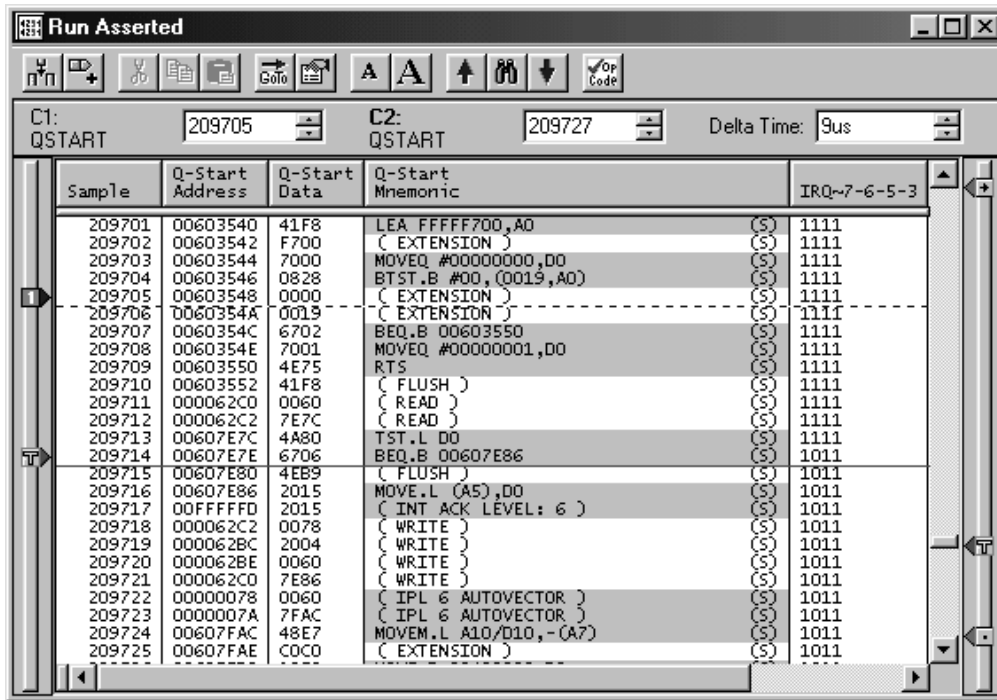 Run Asserted
GoTo A A Op Code
C1: QSTART 209705 C2: QSTART 209727 Delta Time: 9us
Sample Q-Start Address Q-Start Data Q-Start Mnemonic IRQ~7-6-5-3
209701 00603540 41F8 LEA FFFFF700,A0 (S) 1111
209702 00603542 F700 ( EXTENSION ) (S) 1111
209703 00603544 7000 MOVEQ #00000000,D0 (S) 1111
209704 00603546 0828 BTST.B #00,(0019,A0) (S) 1111
209705 00603548 0000 ( EXTENSION ) (S) 1111
209706 0060354A 0019 ( EXTENSION ) (S) 1111
209707 0060354C 6702 BEQ.B 00603550 (S) 1111
209708 0060354E 7001 MOVEQ #00000001,D0 (S) 1111
209709 00603550 4E75 RTS (S) 1111
209710 00603552 41F8 ( FLUSH ) (S) 1111
209711 000062C0 0060 ( READ ) (S) 1111
209712 000062C2 7E7C ( READ ) (S) 1111
209713 00607E7C 4A80 TST.L D0 (S) 1111
209714 00607E7E 6706 BEQ.B 00607E86 (S) 1011
209715 00607E80 4EB9 ( FLUSH ) (S) 1011
209716 00607E86 2015 MOVE.L (A5),D0 (S) 1011
209717 00FFFFFD 2015 ( INT ACK LEVEL: 6 ) (S) 1011
209718 000062C2 0078 ( WRITE ) (S) 1011
209719 000062BC 2004 ( WRITE ) (S) 1011
209720 000062BE 0060 ( WRITE ) (S) 1011
209721 000062C0 7E86 ( WRITE ) (S) 1011
209722 00000078 0060 ( IPL 6 AUTOVECTOR ) (S) 1011
209723 0000007A 7FAC ( IPL 6 AUTOVECTOR ) (S) 1011
209724 00607FAC 48E7 MOVEM.L A10/D10,-(A7) (S) 1011
209725 00607FAE C0C0 ( EXTENSION ) (S) 1011